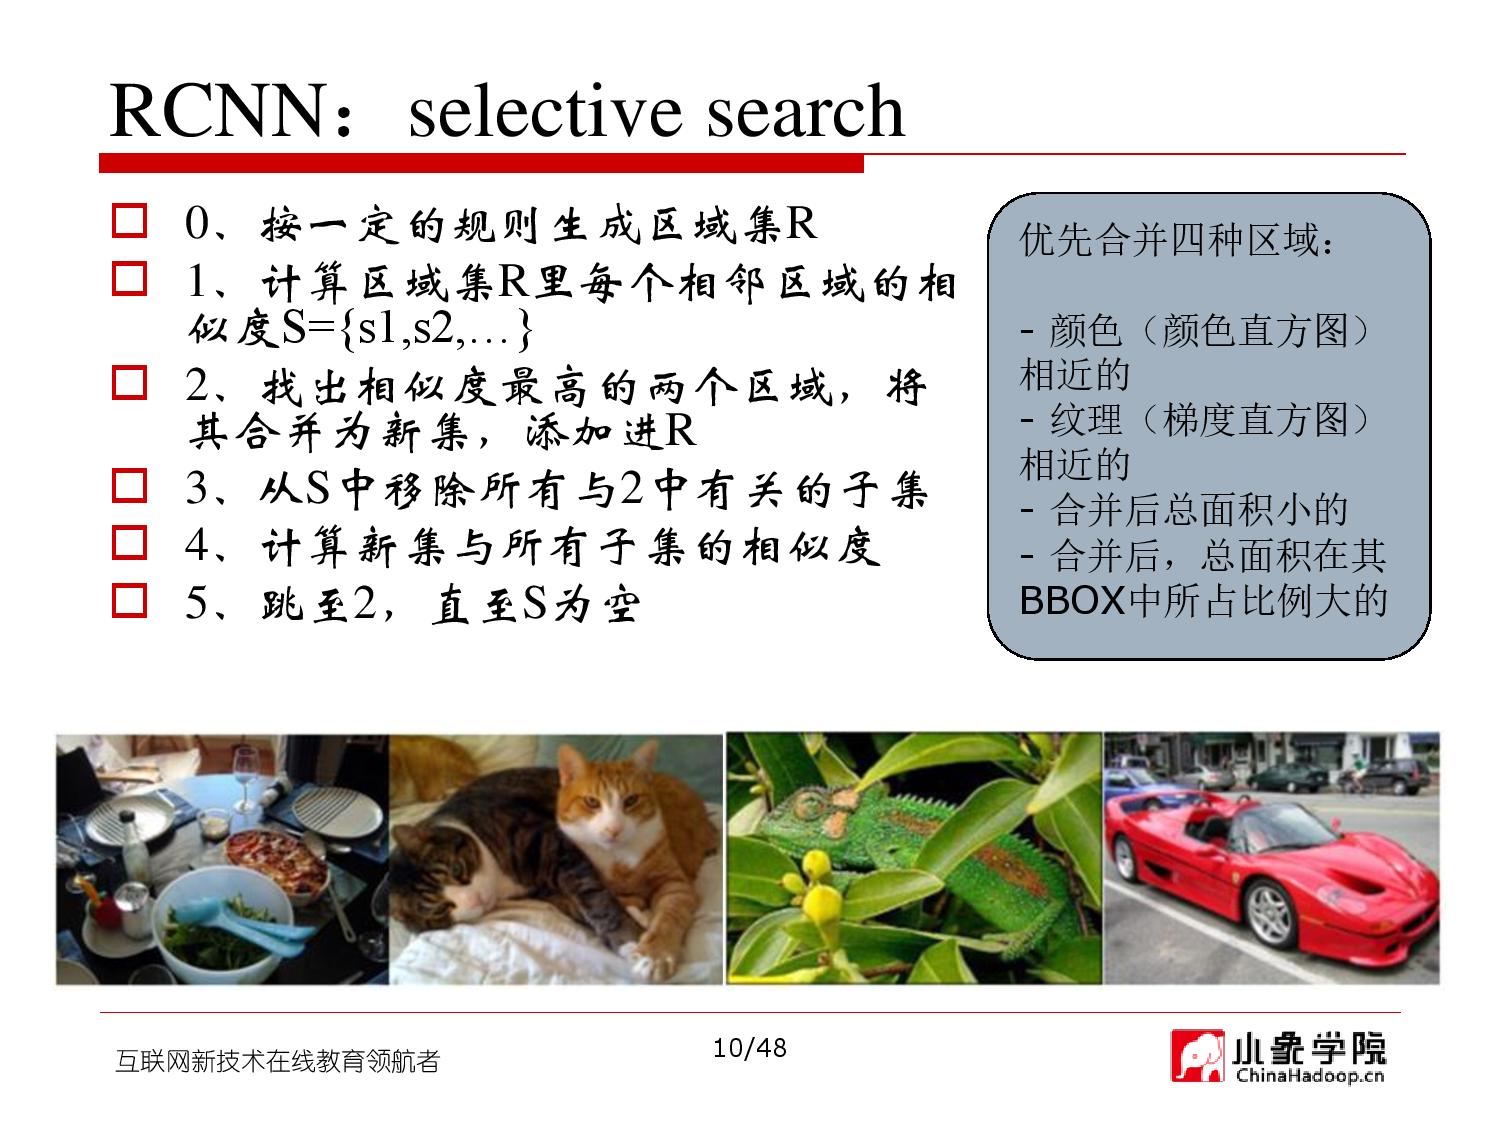 RCNN：selective search
0、按一定的规则生成区域集R
1、计算区域集R里每个相邻区域的相
似度S={s1,s2,…}
2、找出相似度最高的两个区域，将
其合并为新集，添加进R
3、从S中移除所有与2中有关的子集
4、计算新集与所有子集的相似度
5、跳至2，直至S为空
优先合并四种区域：
- 颜色（颜色直方图）
相近的
- 纹理（梯度直方图）
相近的
- 合并后总面积小的
- 合并后，总面积在其
BBOX中所占比例大的
互联网新技术在线教育领航者
10/48
小象学院
ChinaHadoop.cn